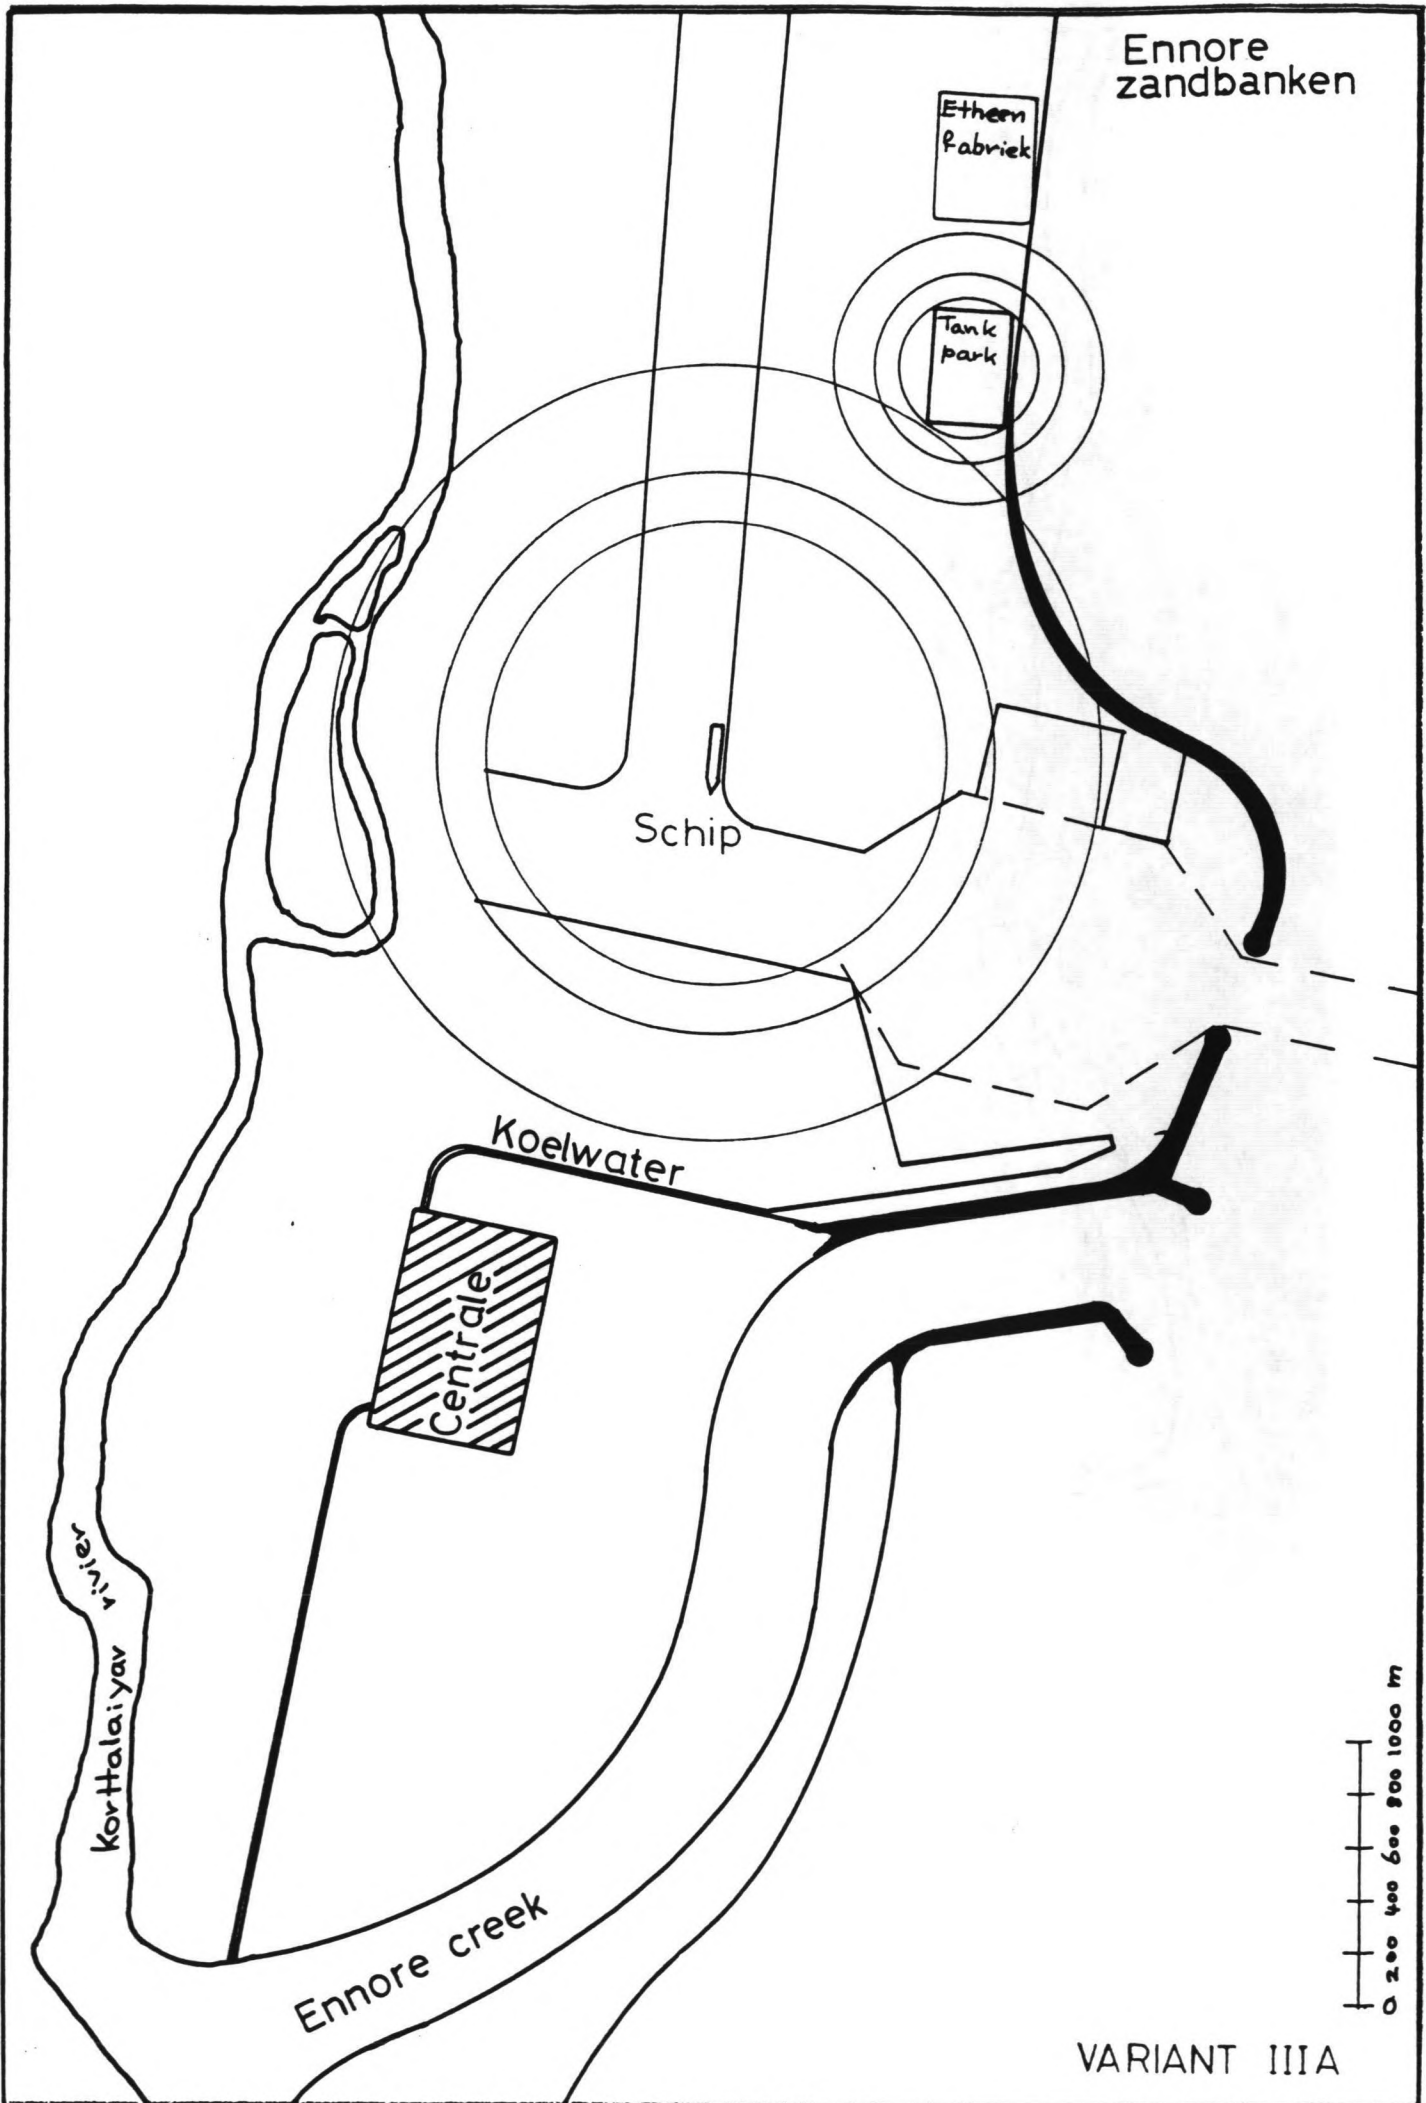 Ennore
zandbanken
Etheen
fabriek
Tank
park
Schip
Koelwater
Centrale
Korttalaiyar rivier
Ennore creek
0 200 400 600 800 1000 m
VARIANT IIIA